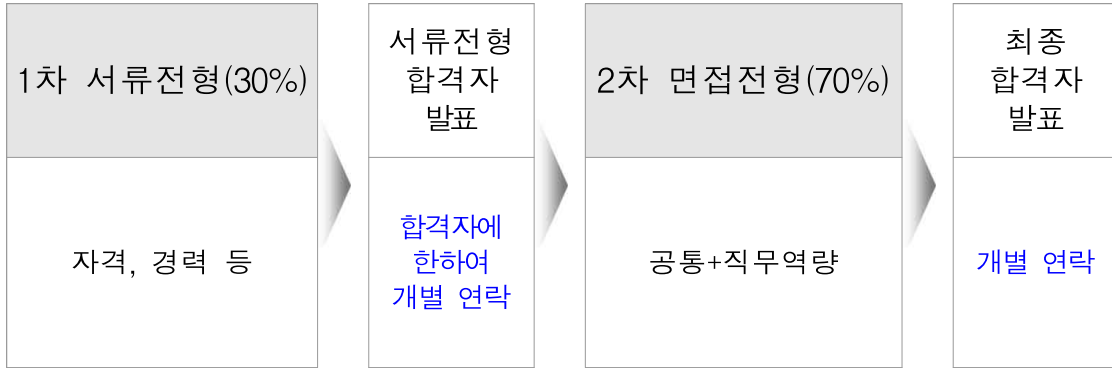 1차 서류전형(30%)
자격, 경력 등
서류전형
합격자
발표
합격자에
한하여
개별 연락
2차 면접전형(70%)
공통+직무역량
최종
합격자
발표
개별 연락